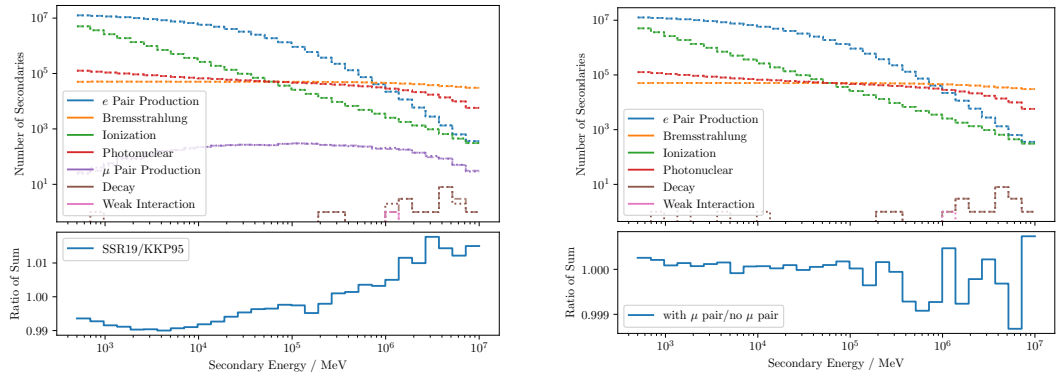 10^7
10^5
10^3
10^1
Number of Secondaries
e Pair Production
Bremsstrahlung
Ionization
Photonuclear
μ Pair Production
Decay
Weak Interaction
1.01
1.00
0.99
Ratio of Sum
SSR19/KKP95
10^3 10^4 10^5 10^6 10^7
Secondary Energy / MeV
10^7
10^5
10^3
10^1
Number of Secondaries
e Pair Production
Bremsstrahlung
Ionization
Photonuclear
Decay
Weak Interaction
1.000
0.999
Ratio of Sum
with μ pair/no μ pair
10^3 10^4 10^5 10^6 10^7
Secondary Energy / MeV